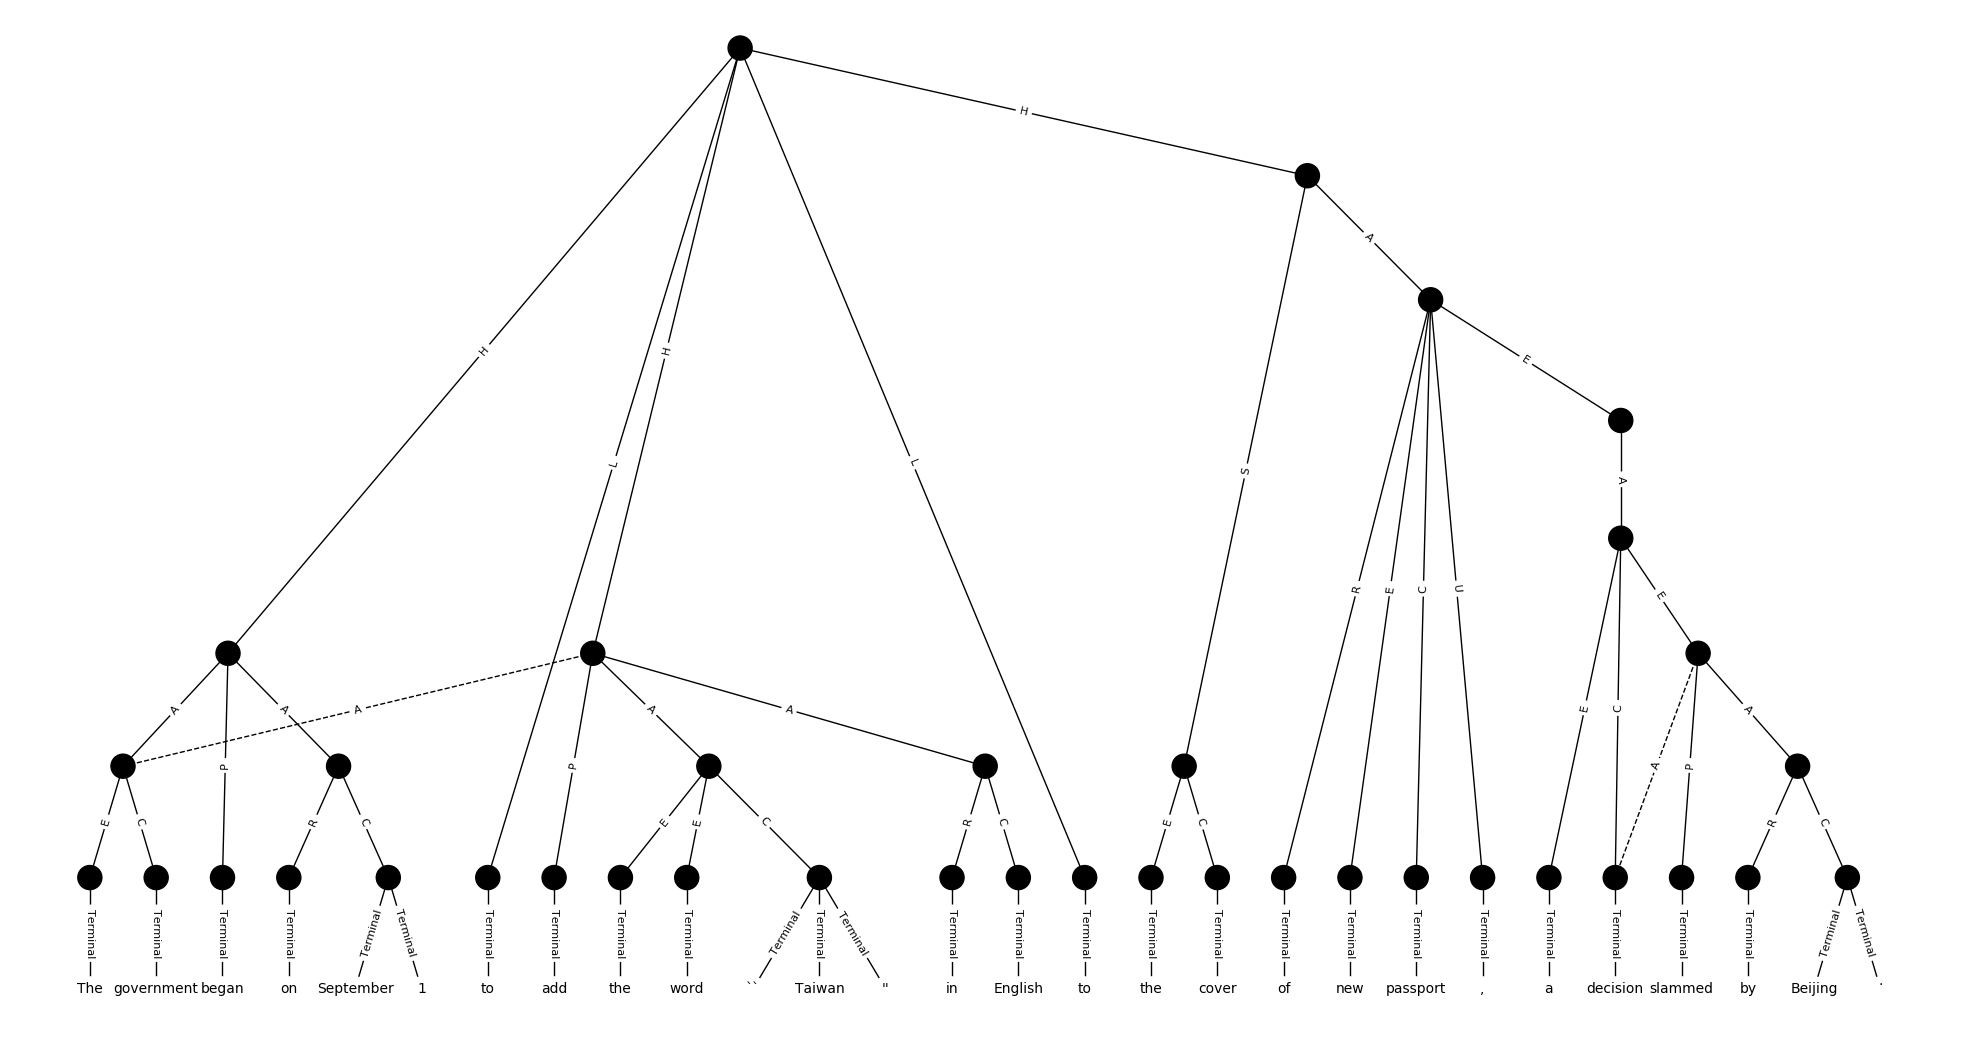 H
H
L
H
L
A
E
S
A
R
E
C
U
E
A
P
A
A
P
A
A
E
C
A
P
A
E
C
R
C
E
E
C
R
C
E
C
R
C
Terminal Terminal Terminal Terminal Terminal Terminal Terminal Terminal Terminal Terminal Terminal Terminal Terminal Terminal Terminal Terminal Terminal Terminal Terminal Terminal Terminal Terminal Terminal Terminal Terminal Terminal Terminal Terminal
The government began on September 1 to add the word `` Taiwan " in English to the cover of new passport , a decision slammed by Beijing .